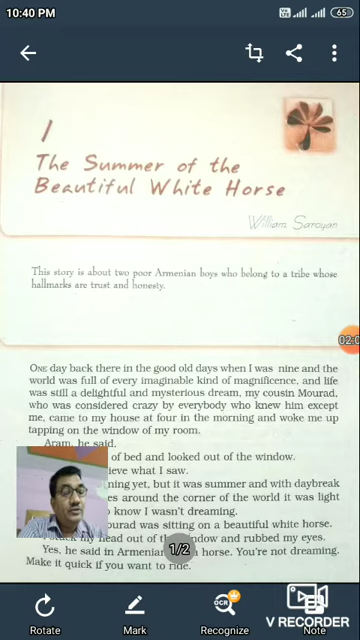 10:40 PM
65
1
The Summer of the
Beautiful White Horse
William Saroyan
This story is about two poor Armenian boys who belong to a tribe whose
hallmarks are trust and honesty.
02:0
ONE day back there in the good old days when I was nine and the
world was full of every imaginable kind of magnificence, and life
was still a delightful and mysterious dream, my cousin Mourad,
who was considered crazy by everybody who knew him except
me, came to my house at four in the morning and woke me up
tapping on the window of my room.
Aram, he said.
of bed and looked out of the window.
ieve what I saw.
ning yet, but it was summer and with daybreak
es around the corner of the world it was light
know I wasn't dreaming.
ourad was sitting on a beautiful white horse.
my head out of the window and rubbed my eyes.
Yes, he said in Armenian. horse. You're not dreaming.
Make it quick if you want to ride.
1/2
Rotate
Mark
OCR
Recognize
Note
V RECORDER